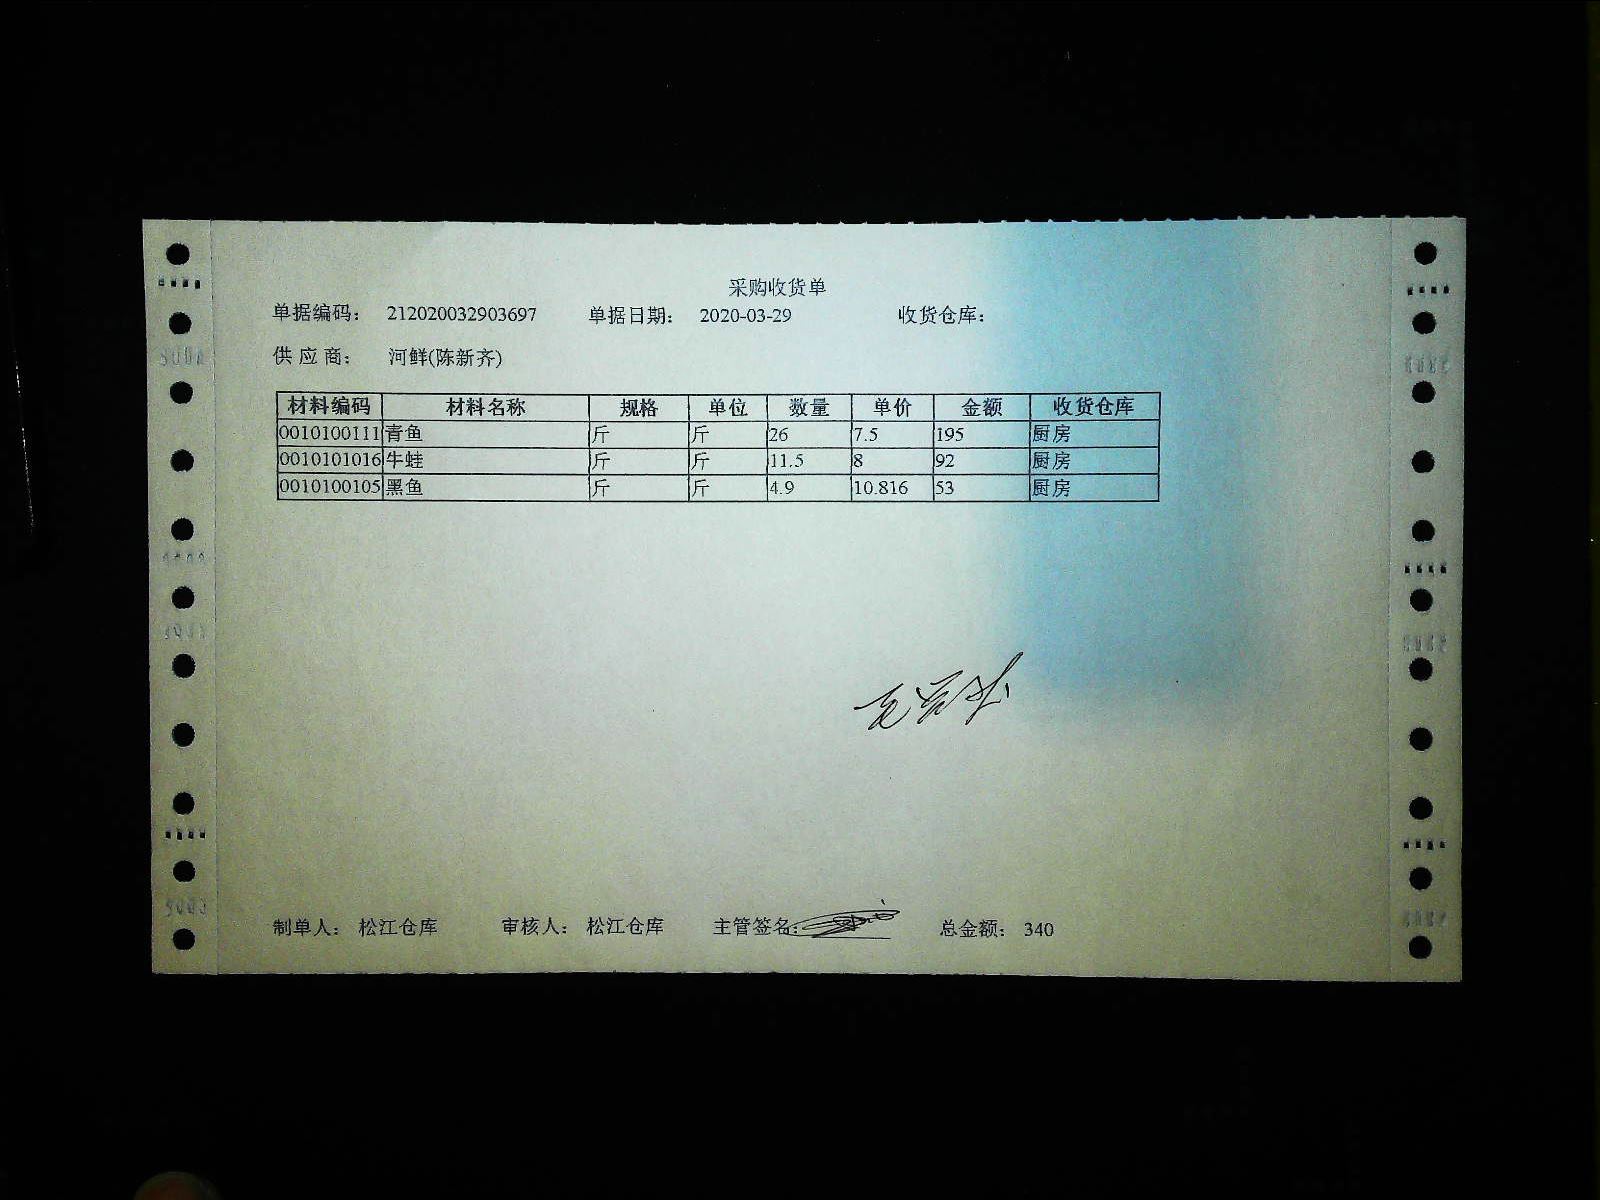 采购收货单
单据编码： 212020032903697 单据日期： 2020-03-29 收货仓库：
供应商： 河鲜(陈新齐)
材料编码 材料名称 规格 单位 数量 单价 金额 收货仓库
0010100111 青鱼 斤 斤 26 7.5 195 厨房
0010101016 牛蛙 斤 斤 11.5 8 92 厨房
0010100105 黑鱼 斤 斤 4.9 10.816 53 厨房
制单人： 松江仓库 审核人： 松江仓库 主管签名： 总金额： 340